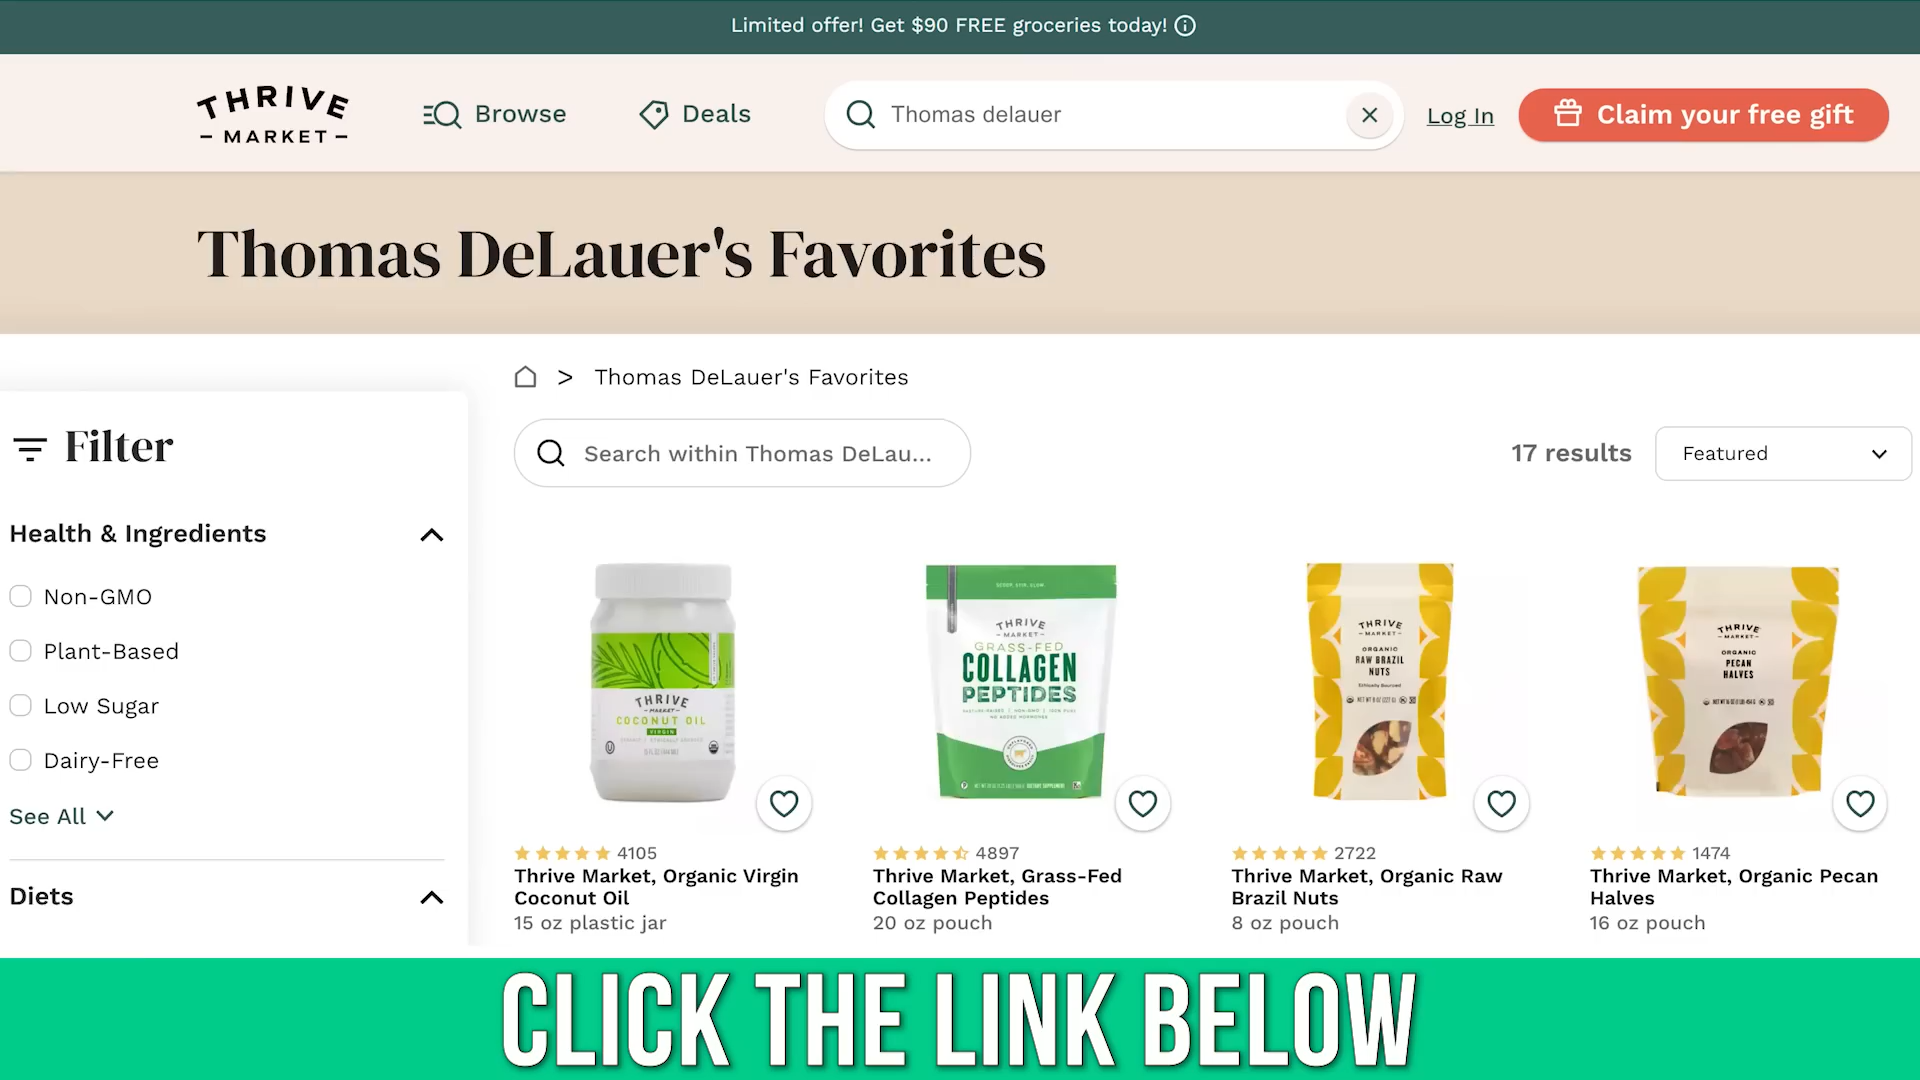 Limited offer! Get $90 FREE groceries today!
THRIVE
MARKET
Browse
Deals
Thomas delauer
Log In
Claim your free gift
Thomas DeLauer's Favorites
> Thomas DeLauer's Favorites
Filter
Search within Thomas DeLau...
17 results
Featured
Health & Ingredients
Non-GMO
Plant-Based
Low Sugar
Dairy-Free
See All
Diets
THRIVE
MARKET
COCONUT OIL
VIRGIN
THRIVE
MARKET
GRASS-FED
COLLAGEN
PEPTIDES
THRIVE
MARKET
ORGANIC
RAW BRAZIL
NUTS
Ethically Sourced
THRIVE
MARKET
ORGANIC
PECAN
HALVES
4105
Thrive Market, Organic Virgin
Coconut Oil
15 oz plastic jar
4897
Thrive Market, Grass-Fed
Collagen Peptides
20 oz pouch
2722
Thrive Market, Organic Raw
Brazil Nuts
8 oz pouch
1474
Thrive Market, Organic Pecan
Halves
16 oz pouch
CLICK THE LINK BELOW